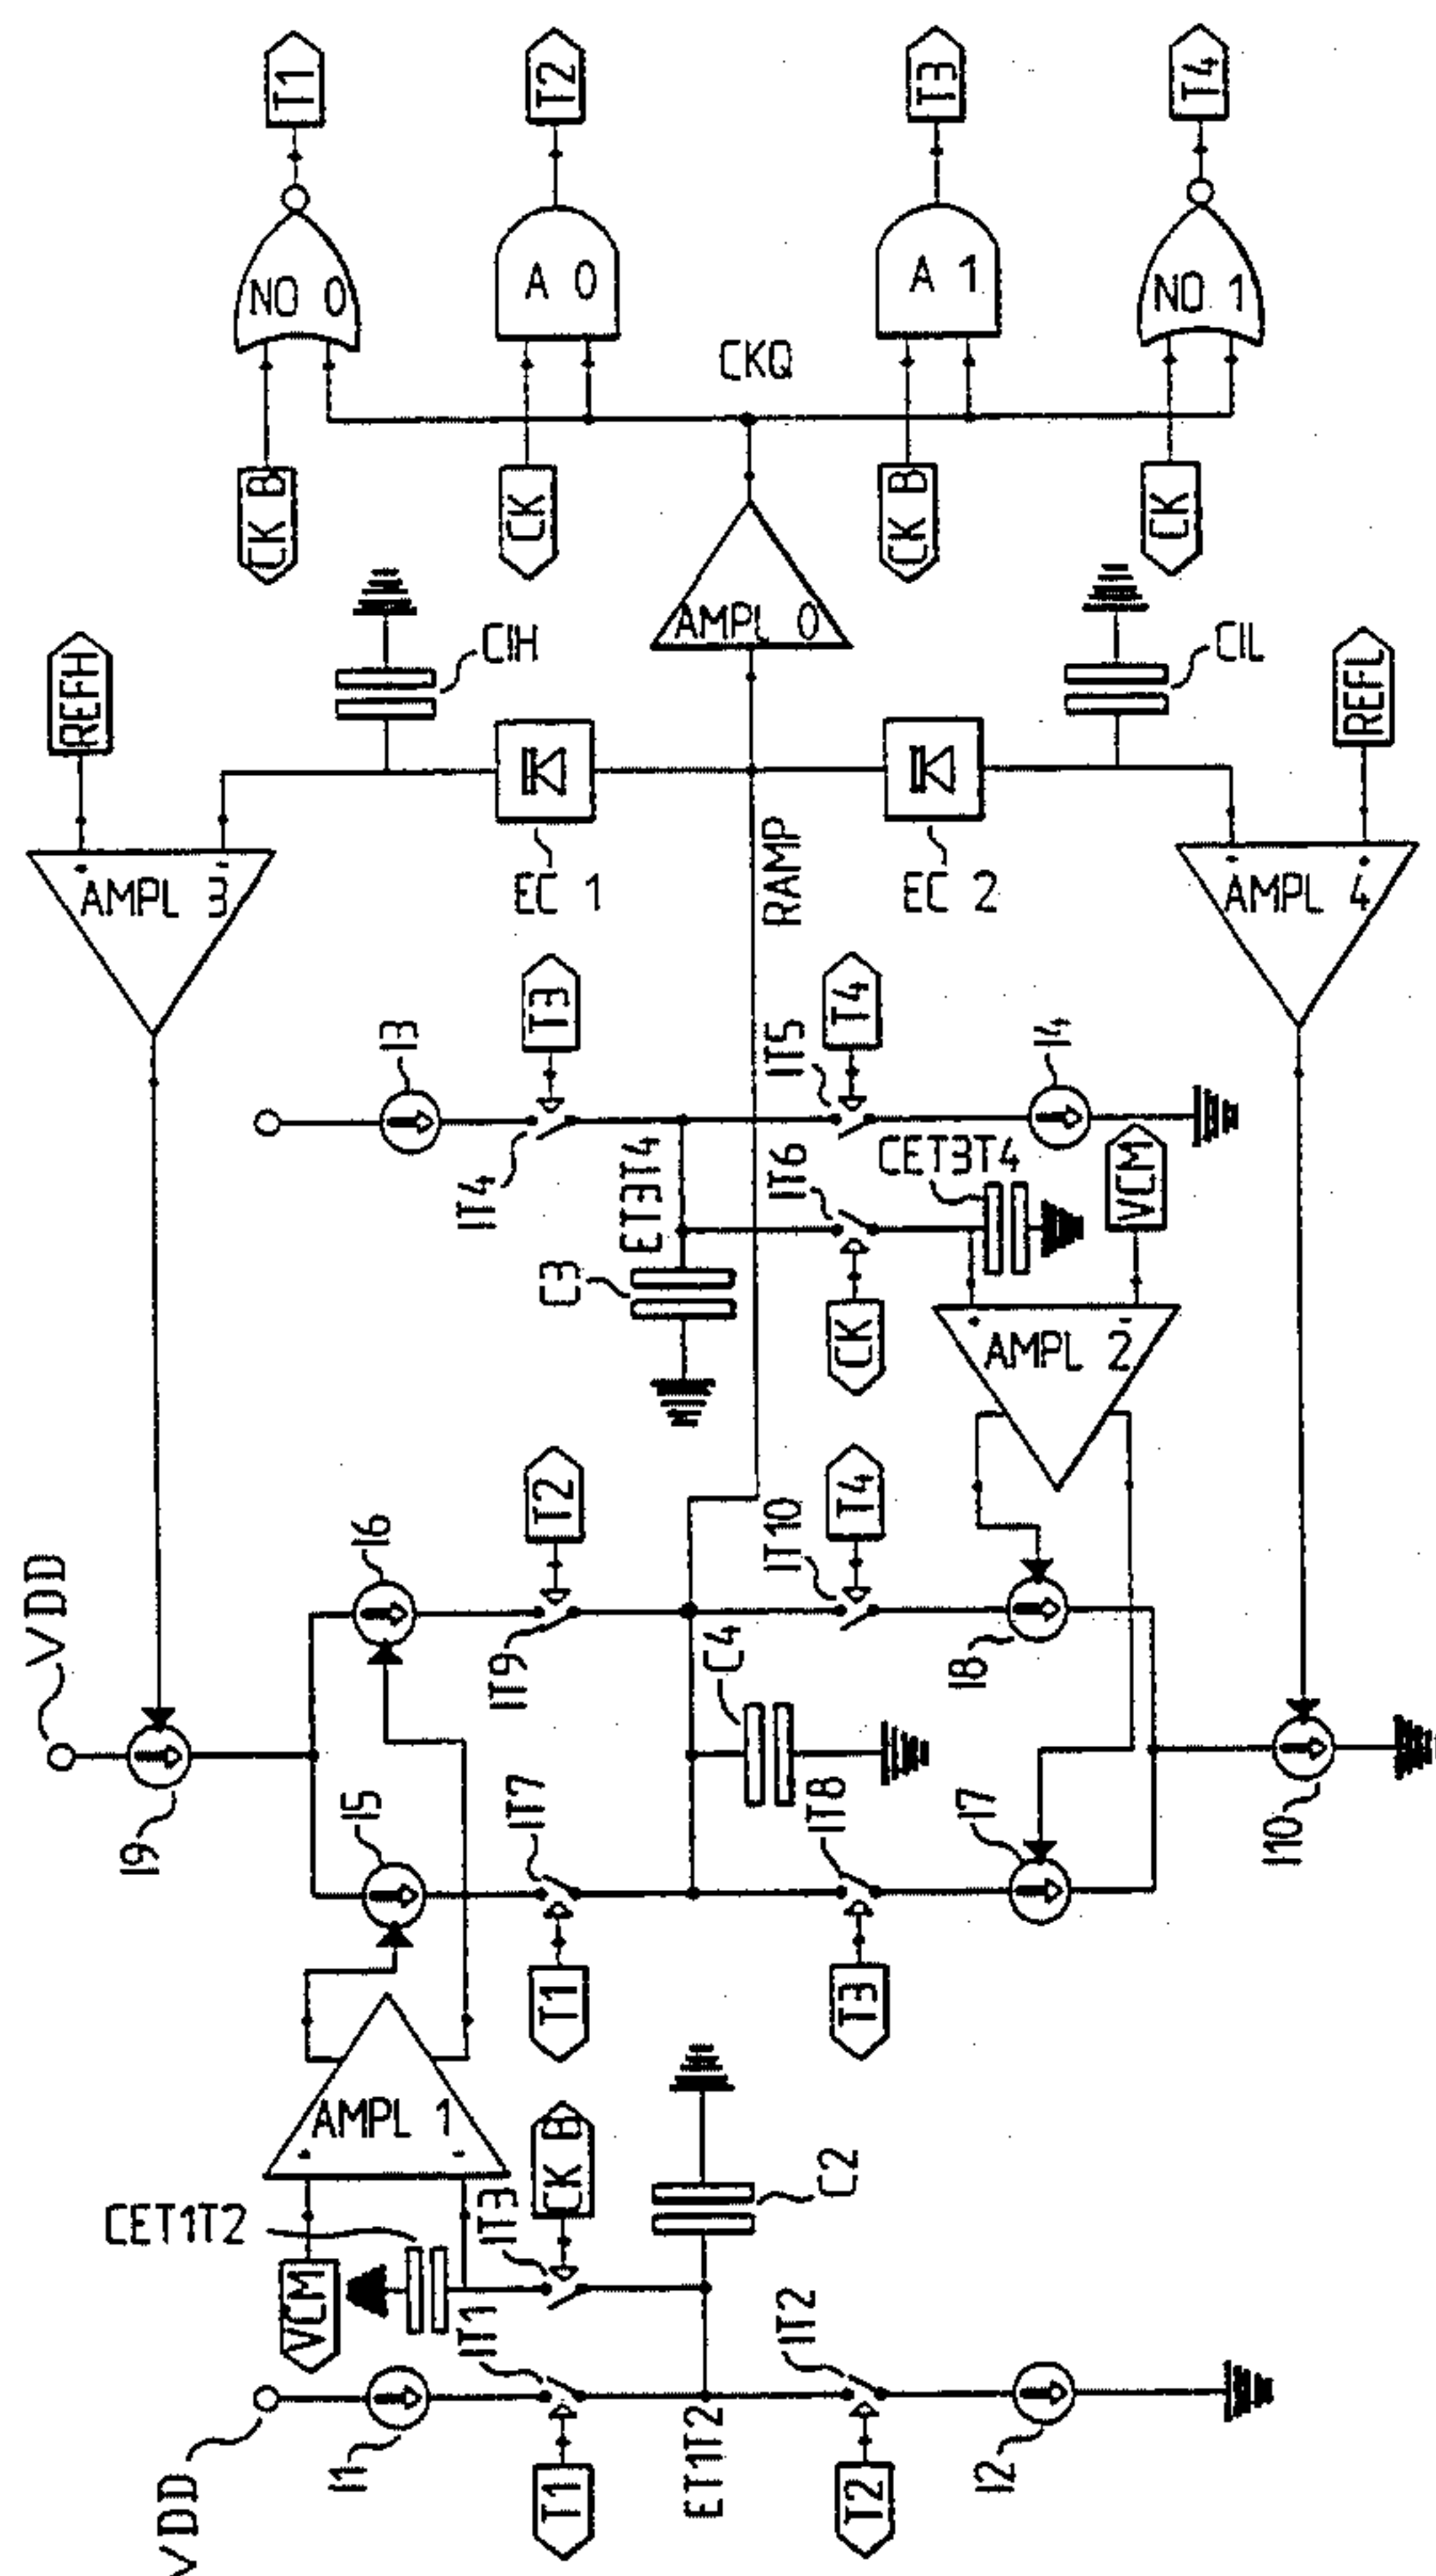 T1
T2
T3
T4
NO 0
A 0
A 1
NO 1
CKQ
CK B
CK
CK B
CK
REFH
CIH
AMPL 0
CIL
REFL
AMPL 3
EC 1
RAMP
EC 2
AMPL 4
I3
T3
T4
IT5
I4
IT4
ET3T4
IT6
CET3T4
VCM
C3
CK
AMPL 2
VDD
I6
T2
T4
IT10
IT9
C4
I8
I9
I5
IT7
IT8
I7
I10
T1
T3
AMPL 1
CK B
C2
CET1T2
IT3
VCM
IT1
IT2
VDD
I1
T1
ET1T2
T2
I2